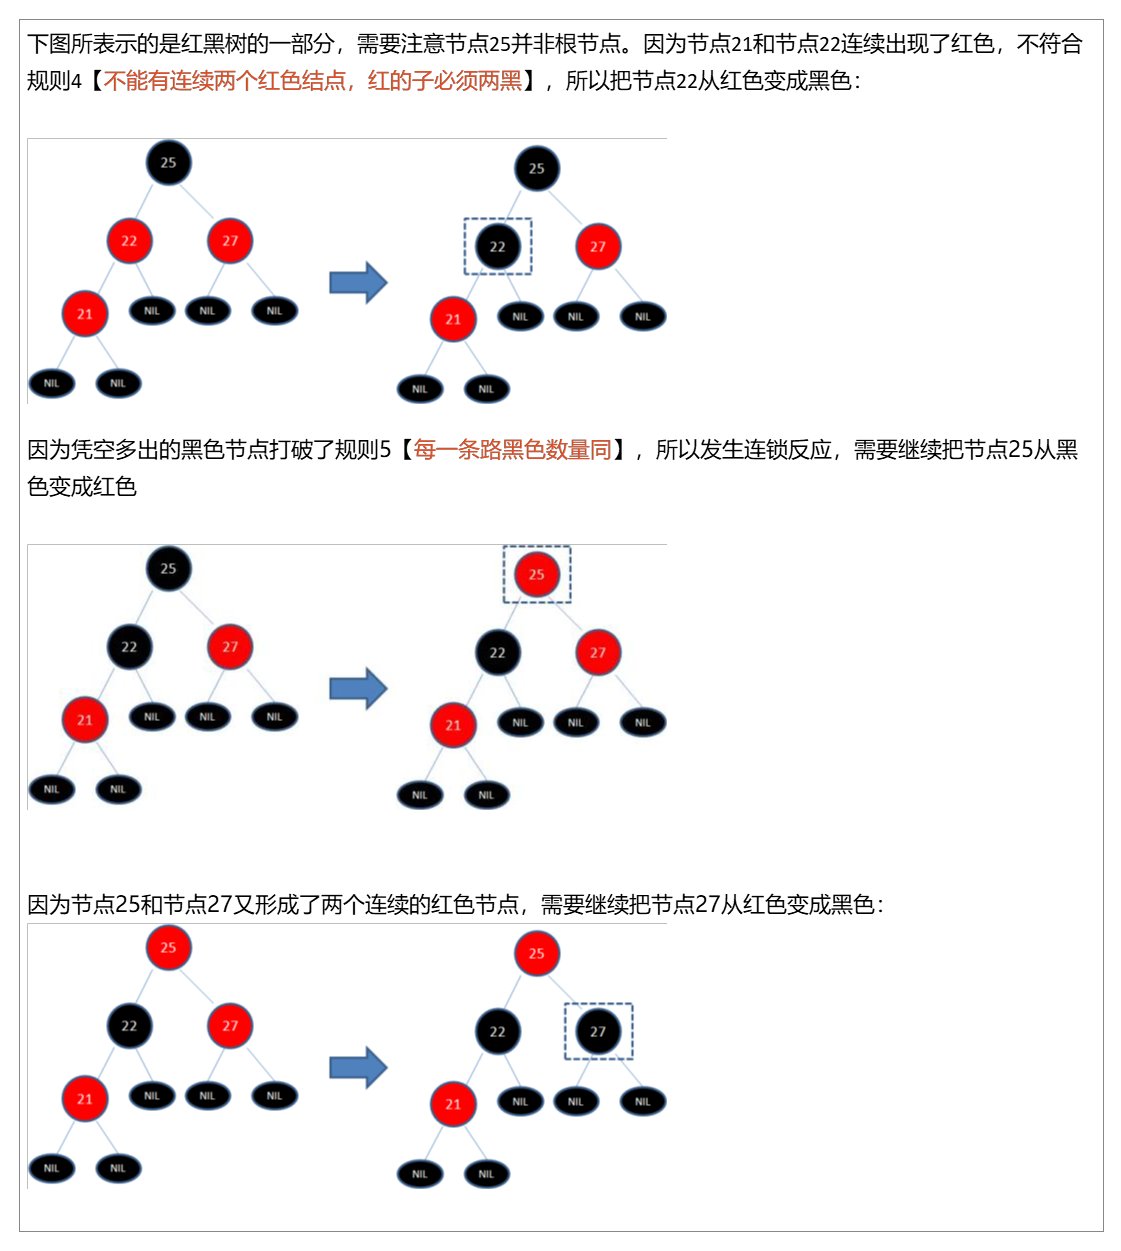 下图所表示的是红黑树的一部分，需要注意节点25并非根节点。因为节点21和节点22连续出现了红色，不符合
规则4【不能有连续两个红色结点，红的子必须两黑】，所以把节点22从红色变成黑色：
25
25
22
27
22
27
21
NIL
NIL
NIL
21
NIL
NIL
NIL
NIL
NIL
NIL
NIL
因为凭空多出的黑色节点打破了规则5【每一条路黑色数量同】，所以发生连锁反应，需要继续把节点25从黑
色变成红色
25
25
22
27
22
27
21
NIL
NIL
NIL
21
NIL
NIL
NIL
NIL
NIL
NIL
NIL
因为节点25和节点27又形成了两个连续的红色节点，需要继续把节点27从红色变成黑色：
25
25
22
27
22
27
21
NIL
NIL
NIL
21
NIL
NIL
NIL
NIL
NIL
NIL
NIL